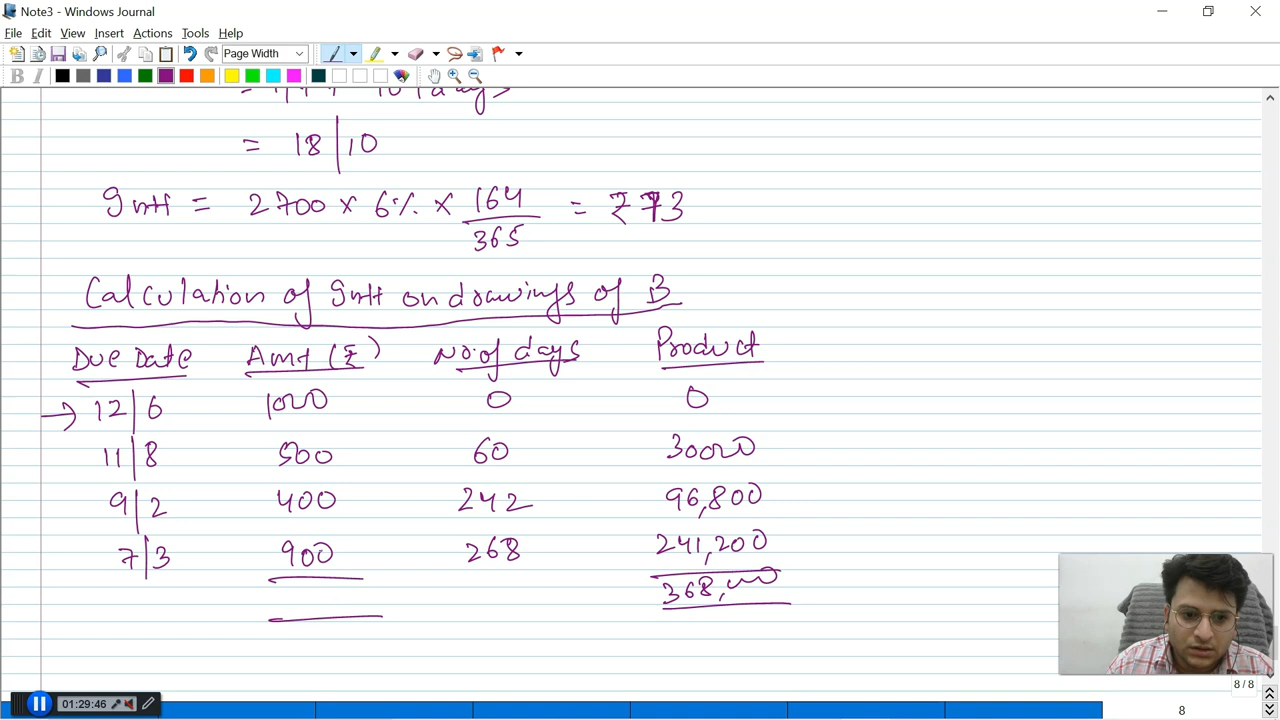 Note3 - Windows Journal
File Edit View Insert Actions Tools Help
Page Width
B I
= 18 | 10
Intt = 2700 × 6% × 164/365 = ₹ 73
Calculation of Intt on drawings of B
Due Date Amt (₹) No. of days Product
→ 12 | 6 1000 0 0
11 | 8 500 60 30000
9 | 2 400 242 96,800
7 | 3 900 268 241,200
368,000
8 / 8
01:29:46
8